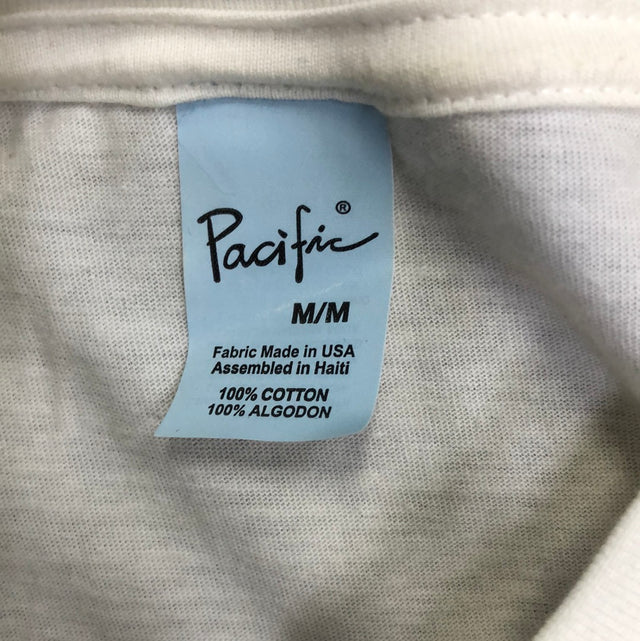 Pacific®
M/M
Fabric Made in USA
Assembled in Haiti
100% COTTON
100% ALGODON